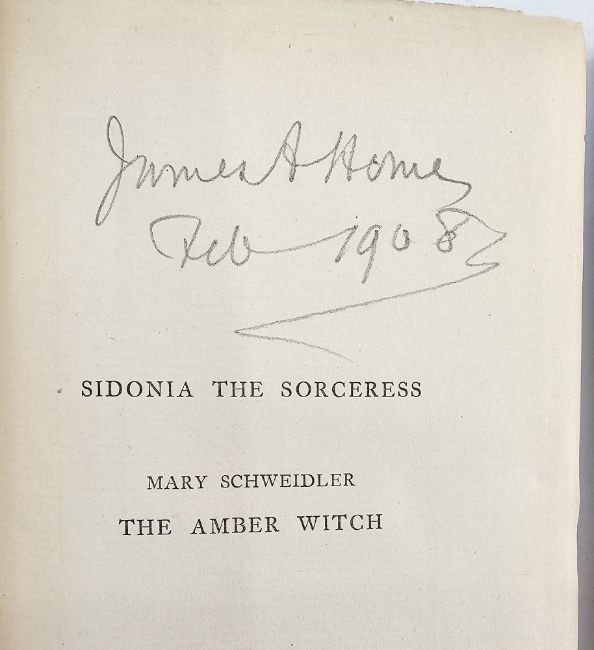 James A Horne
Feb 1908
SIDONIA THE SORCERESS
MARY SCHWEIDLER
THE AMBER WITCH